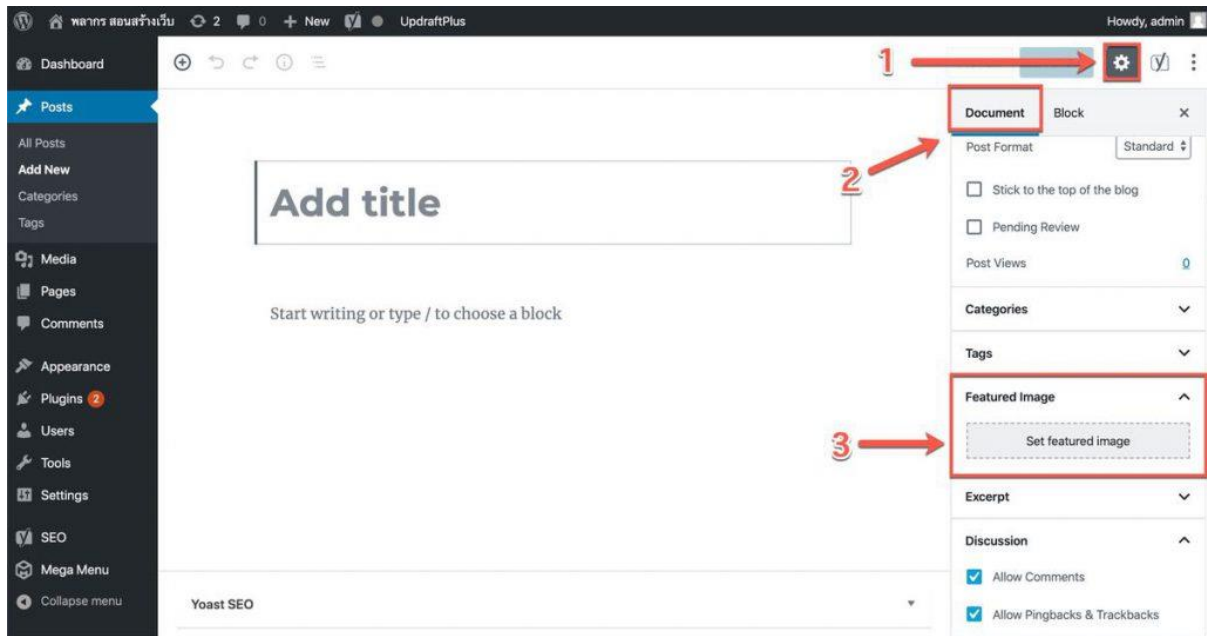 พลากร สอนสร้างเว็บ 2 0 + New UpdraftPlus Howdy, admin
Dashboard
Posts
All Posts
Add New
Categories
Tags
Media
Pages
Comments
Appearance
Plugins 2
Users
Tools
Settings
SEO
Mega Menu
Collapse menu
1
2
3
Add title
Start writing or type / to choose a block
Yoast SEO
Document Block ×
Post Format Standard
Stick to the top of the blog
Pending Review
Post Views 0
Categories
Tags
Featured Image
Set featured image
Excerpt
Discussion
Allow Comments
Allow Pingbacks & Trackbacks